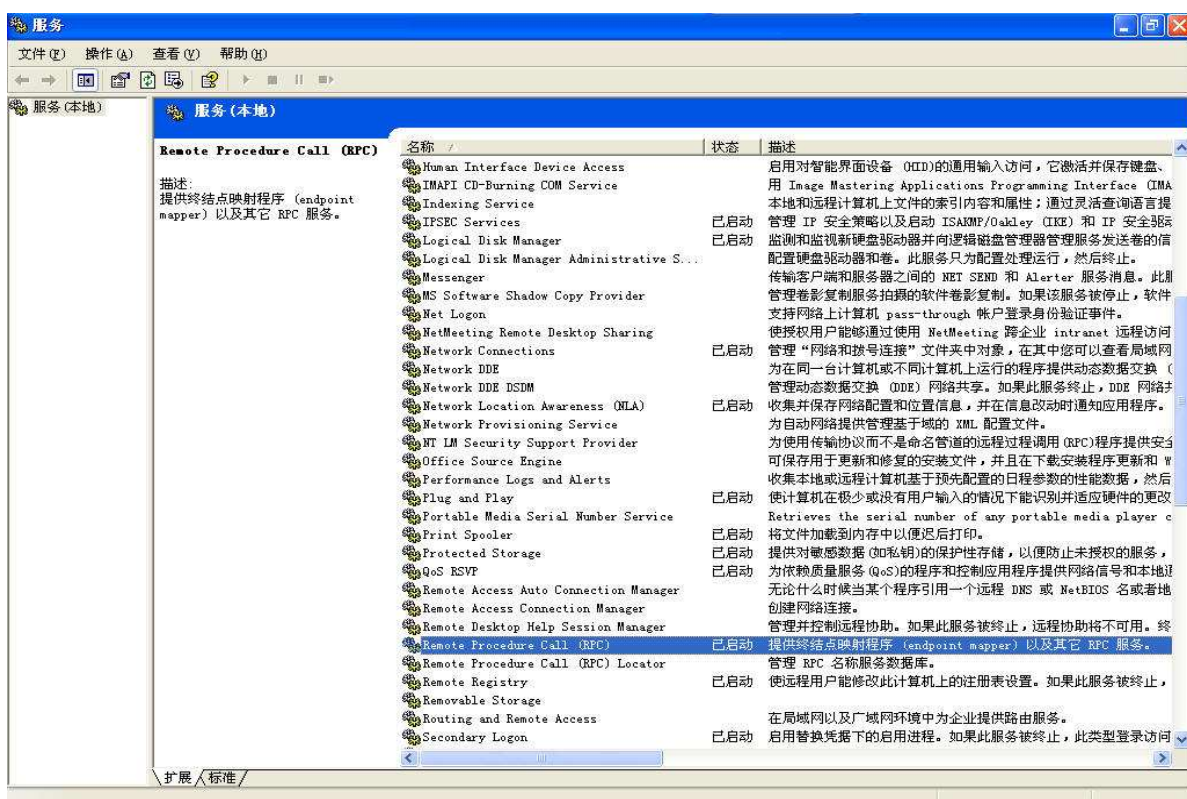 服务
文件(F) 操作(A) 查看(V) 帮助(H)
服务(本地)
服务(本地)
Remote Procedure Call (RPC)
描述:
提供终结点映射程序 (endpoint
mapper) 以及其它 RPC 服务。
名称 状态 描述
Human Interface Device Access 启用对智能界面设备 (HID)的通用输入访问，它激活并保存键盘、
IMAPI CD-Burning COM Service 用 Image Mastering Applications Programming Interface (IMA
Indexing Service 本地和远程计算机上文件的索引内容和属性；通过灵活查询语言提
IPSEC Services 已启动 管理 IP 安全策略以及启动 ISAKMP/Oakley (IKE) 和 IP 安全驱动
Logical Disk Manager 已启动 监测和监视新硬盘驱动器并向逻辑磁盘管理器管理服务发送卷的信
Logical Disk Manager Administrative S... 配置硬盘驱动器和卷。此服务只为配置处理运行，然后终止。
Messenger 传输客户端和服务器之间的 NET SEND 和 Alerter 服务消息。此服
MS Software Shadow Copy Provider 管理卷影复制服务拍摄的软件卷影复制。如果该服务被停止，软件
Net Logon 支持网络上计算机 pass-through 帐户登录身份验证事件。
NetMeeting Remote Desktop Sharing 使授权用户能够通过使用 NetMeeting 跨企业 intranet 远程访问
Network Connections 已启动 管理“网络和拨号连接”文件夹中对象，在其中您可以查看局域网
Network DDE 为在同一台计算机或不同计算机上运行的程序提供动态数据交换 (
Network DDE DSDM 管理动态数据交换 (DDE) 网络共享。如果此服务终止，DDE 网络共
Network Location Awareness (NLA) 已启动 收集并保存网络配置和位置信息，并在信息改动时通知应用程序。
Network Provisioning Service 为自动网络提供管理基于域的 XML 配置文件。
NT LM Security Support Provider 为使用传输协议而不是命名管道的远程过程调用(RPC)程序提供安全
Office Source Engine 可保存用于更新和修复的安装文件，并且在下载安装程序更新和 W
Performance Logs and Alerts 收集本地或远程计算机基于预先配置的日程参数的性能数据，然后
Plug and Play 已启动 使计算机在极少或没有用户输入的情况下能识别并适应硬件的更改
Portable Media Serial Number Service Retrieves the serial number of any portable media player c
Print Spooler 已启动 将文件加载到内存中以便迟后打印。
Protected Storage 已启动 提供对敏感数据(如私钥)的保护性存储，以便防止未授权的服务，
QoS RSVP 已启动 为依赖质量服务(QoS)的程序和控制应用程序提供网络信号和本地通
Remote Access Auto Connection Manager 无论什么时候当某个程序引用一个远程 DNS 或 NetBIOS 名或者地
Remote Access Connection Manager 创建网络连接。
Remote Desktop Help Session Manager 管理并控制远程协助。如果此服务被终止，远程协助将不可用。终
Remote Procedure Call (RPC) 已启动 提供终结点映射程序 (endpoint mapper) 以及其它 RPC 服务。
Remote Procedure Call (RPC) Locator 管理 RPC 名称服务数据库。
Remote Registry 已启动 使远程用户能修改此计算机上的注册表设置。如果此服务被终止，
Removable Storage
Routing and Remote Access 在局域网以及广域网环境中为企业提供路由服务。
Secondary Logon 已启动 启用替换凭据下的启用进程。如果此服务被终止，此类型登录访问
扩展 标准